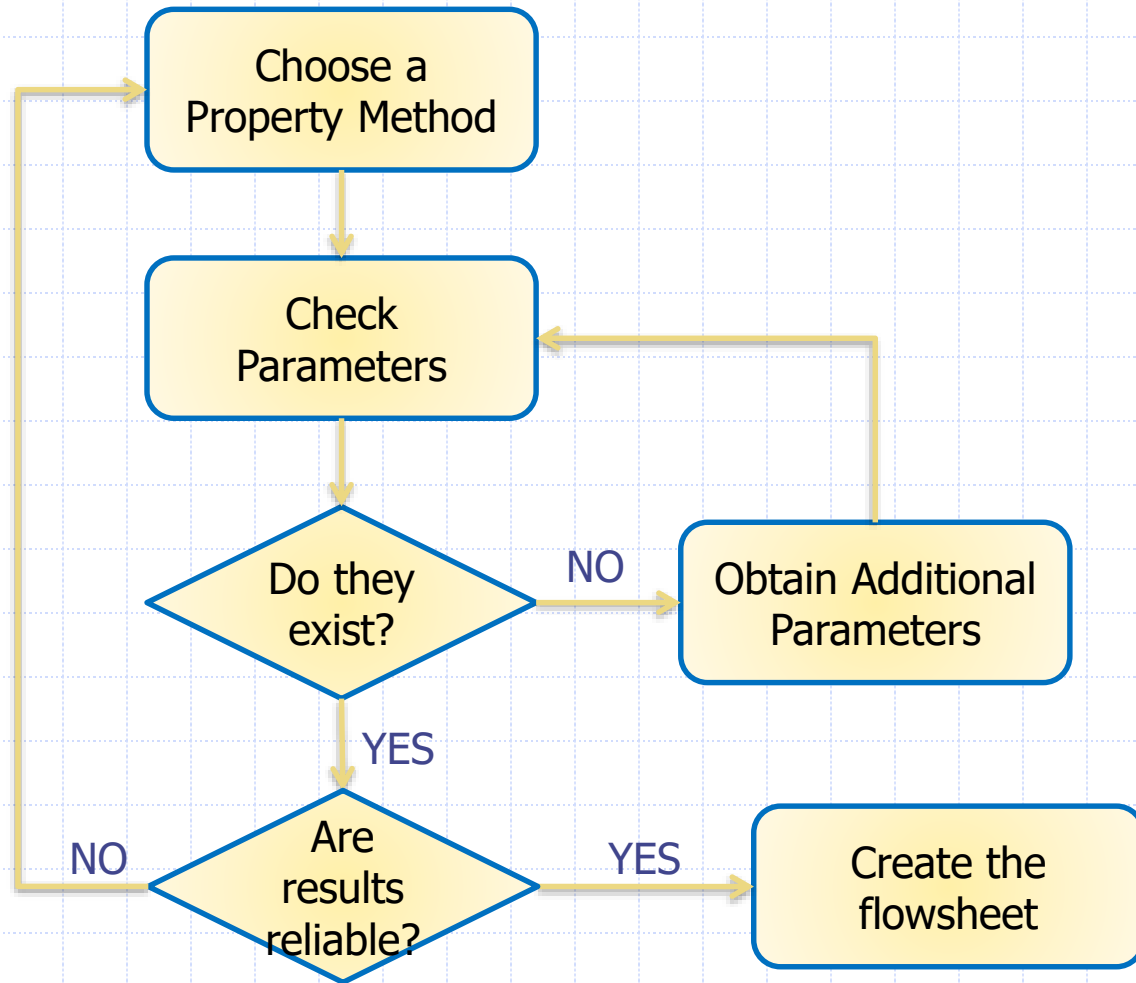 Choose a
Property Method
Check
Parameters
Do they
exist?
NO
Obtain Additional
Parameters
YES
Are
results
reliable?
NO
YES
Create the
flowsheet